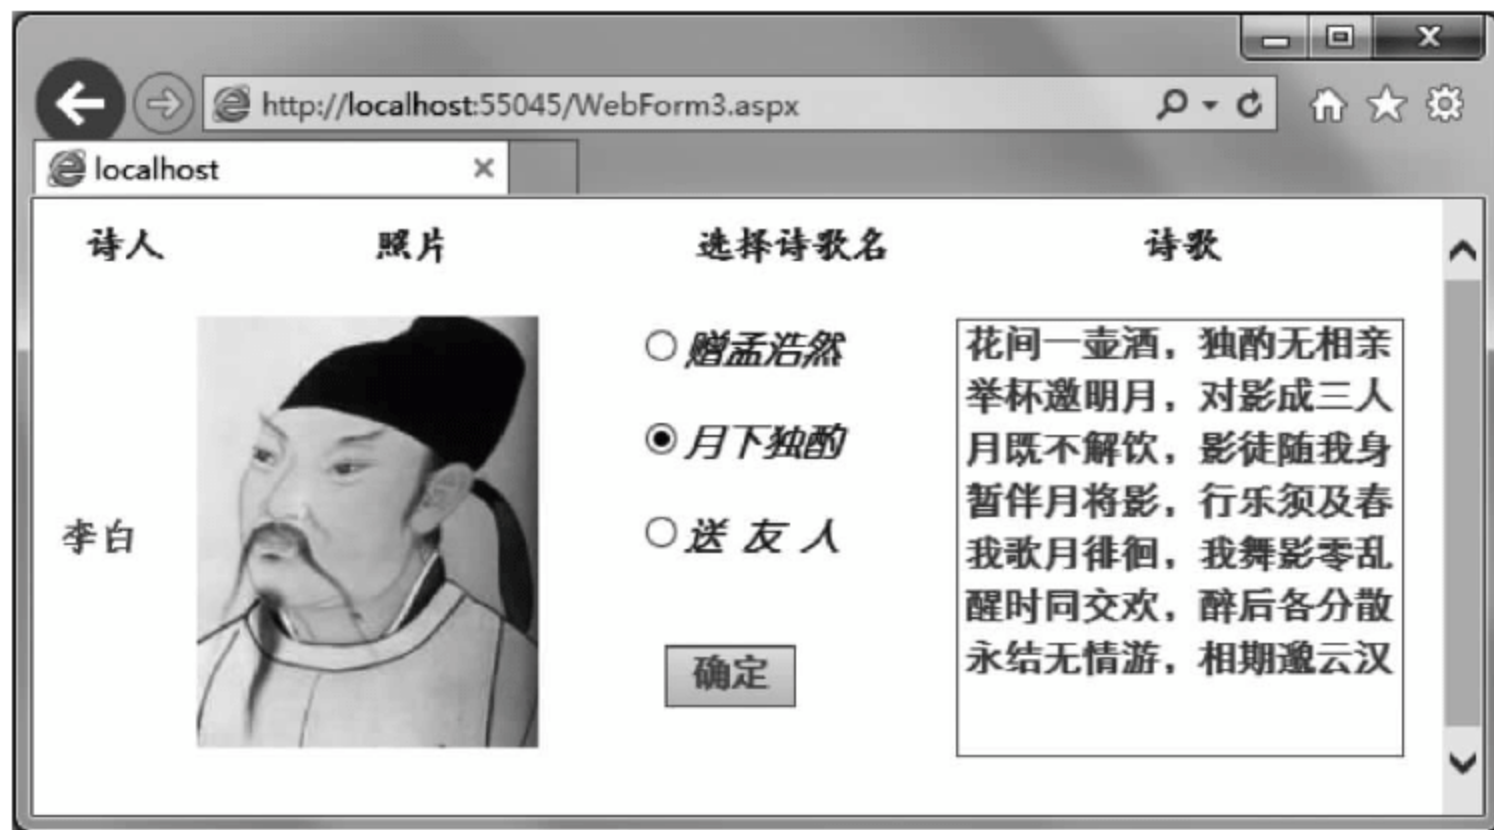 http://localhost:55045/WebForm3.aspx
localhost
诗人 照片 选择诗歌名 诗歌
李白
赠孟浩然
月下独酌
送 友 人
确定
花间一壶酒，独酌无相亲
举杯邀明月，对影成三人
月既不解饮，影徒随我身
暂伴月将影，行乐须及春
我歌月徘徊，我舞影零乱
醒时同交欢，醉后各分散
永结无情游，相期邈云汉